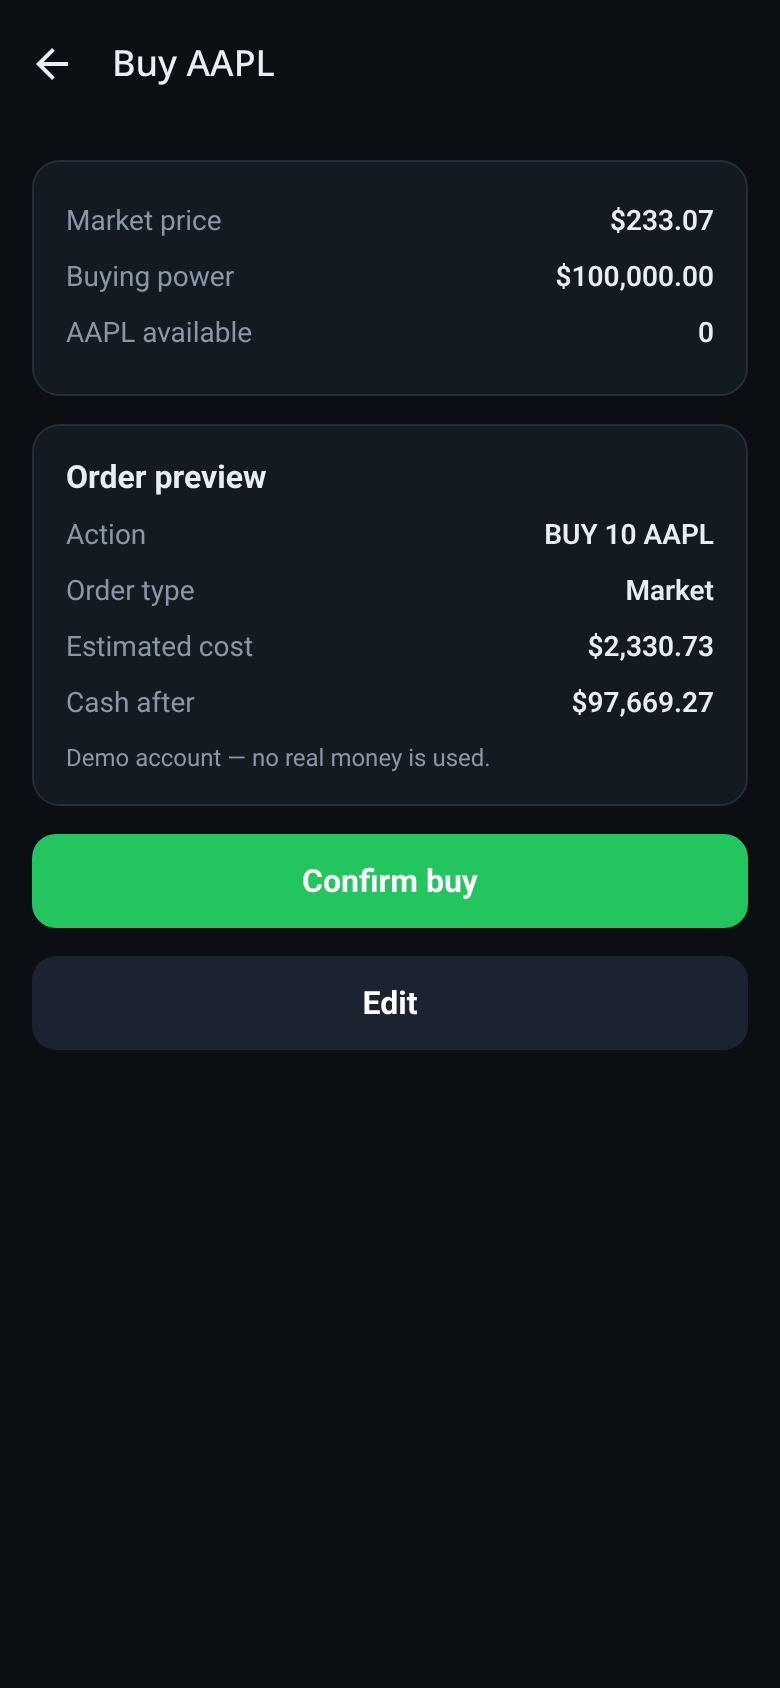 Buy AAPL
Market price $233.07
Buying power $100,000.00
AAPL available 0
Order preview
Action BUY 10 AAPL
Order type Market
Estimated cost $2,330.73
Cash after $97,669.27
Demo account — no real money is used.
Confirm buy
Edit